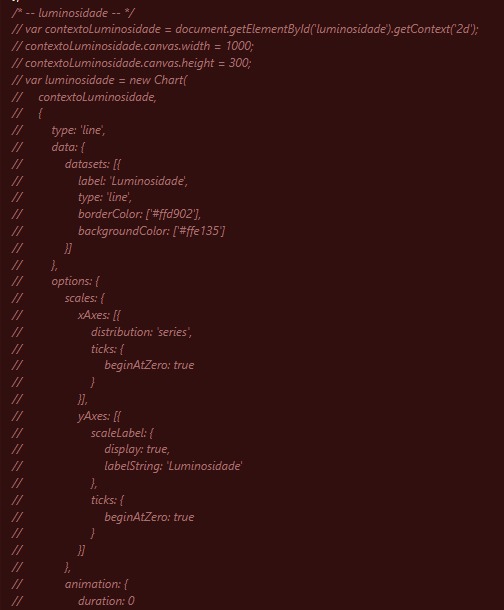 /* -- luminosidade -- */
// var contextoLuminosidade = document.getElementById('luminosidade').getContext('2d');
// contextoLuminosidade.canvas.width = 1000;
// contextoLuminosidade.canvas.height = 300;
// var luminosidade = new Chart(
//     contextoLuminosidade,
//     {
//         type: 'line',
//         data: {
//             datasets: [{
//                 label: 'Luminosidade',
//                 type: 'line',
//                 borderColor: ['#ffd902'],
//                 backgroundColor: ['#ffe135']
//             }]
//         },
//         options: {
//             scales: {
//                 xAxes: [{
//                     distribution: 'series',
//                     ticks: {
//                         beginAtZero: true
//                     }
//                 }],
//                 yAxes: [{
//                     scaleLabel: {
//                         display: true,
//                         labelString: 'Luminosidade'
//                     },
//                     ticks: {
//                         beginAtZero: true
//                     }
//                 }]
//             },
//             animation: {
//                 duration: 0